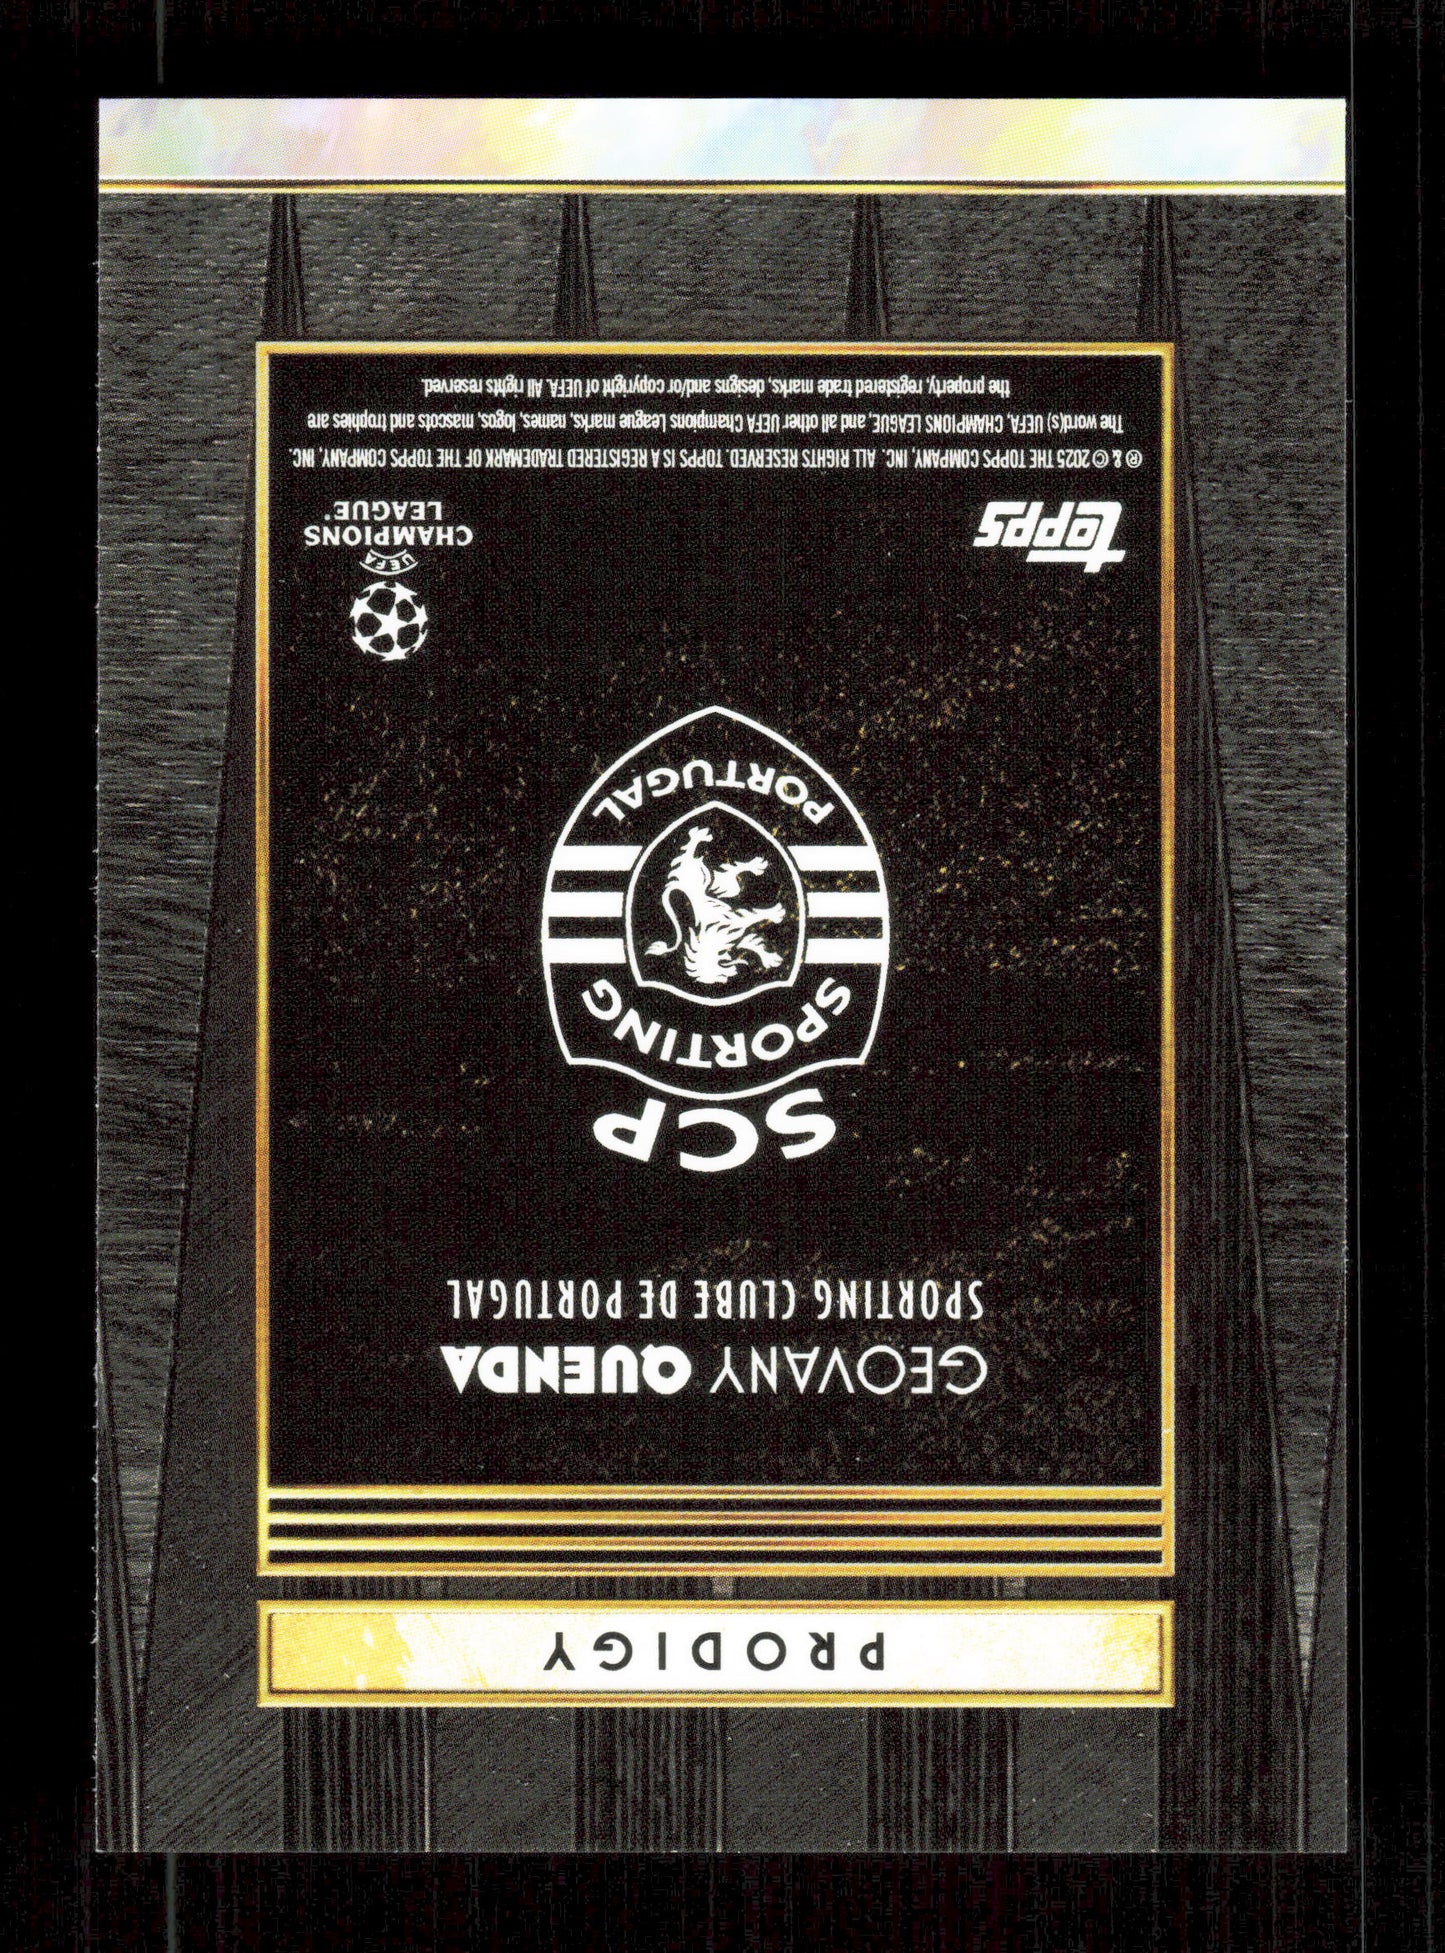 PRODIGY
GEOVANY QUENDA
SPORTING CLUBE DE PORTUGAL
SCP
SPORTING
PORTUGAL
topps
UEFA
CHAMPIONS
LEAGUE®
® & © 2025 THE TOPPS COMPANY, INC. ALL RIGHTS RESERVED. TOPPS IS A REGISTERED TRADEMARK OF THE TOPPS COMPANY, INC.
The word(s) UEFA, CHAMPIONS LEAGUE, and all other UEFA Champions League marks, names, logos, mascots and trophies are
the property, registered trade marks, designs and/or copyright of UEFA. All rights reserved.